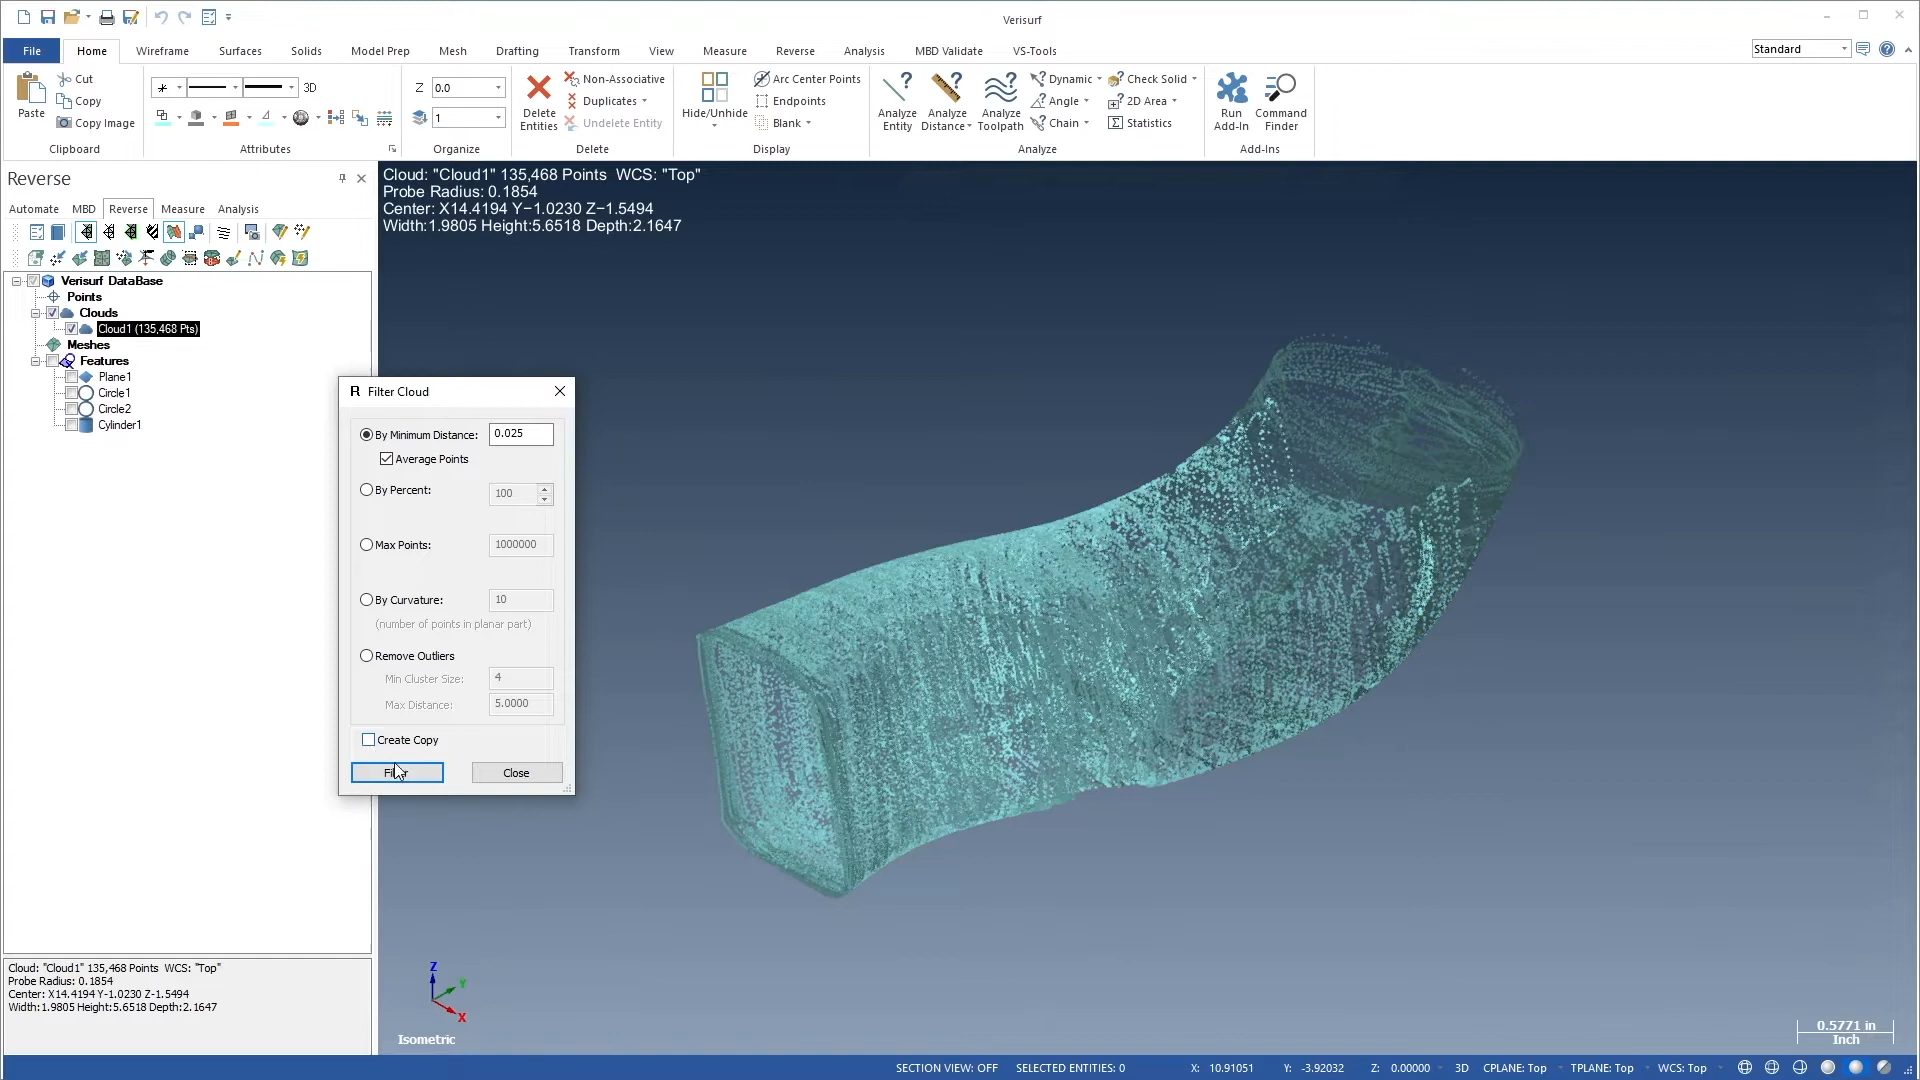 Verisurf
File Home Wireframe Surfaces Solids Model Prep Mesh Drafting Transform View Measure Reverse Analysis MBD Validate VS-Tools Standard
Paste
Cut
Copy
Copy Image
Clipboard
3D
Attributes
Z 0.0
1
Organize
Delete Entities
Non-Associative
Duplicates
Undelete Entity
Delete
Hide/Unhide
Arc Center Points
Endpoints
Blank
Display
Analyze Entity
Analyze Distance
Analyze Toolpath
Dynamic
Angle
Chain
Check Solid
2D Area
Statistics
Analyze
Run Add-In
Command Finder
Add-Ins
Reverse
Automate MBD Reverse Measure Analysis
Verisurf DataBase
Points
Clouds
Cloud1 (135,468 Pts)
Meshes
Features
Plane1
Circle1
Circle2
Cylinder1
Cloud: "Cloud1" 135,468 Points WCS: "Top"
Probe Radius: 0.1854
Center: X14.4194 Y-1.0230 Z-1.5494
Width:1.9805 Height:5.6518 Depth:2.1647
Cloud: "Cloud1" 135,468 Points WCS: "Top"
Probe Radius: 0.1854
Center: X14.4194 Y−1.0230 Z−1.5494
Width:1.9805 Height:5.6518 Depth:2.1647
R Filter Cloud
By Minimum Distance: 0.025
Average Points
By Percent: 100
Max Points: 1000000
By Curvature: 10
(number of points in planar part)
Remove Outliers
Min Cluster Size: 4
Max Distance: 5.0000
Create Copy
Filter Close
Z
Y
X
Isometric
0.5771 in
Inch
SECTION VIEW: OFF SELECTED ENTITIES: 0 X: 10.91051 Y: -3.92032 Z: 0.00000 3D CPLANE: Top TPLANE: Top WCS: Top